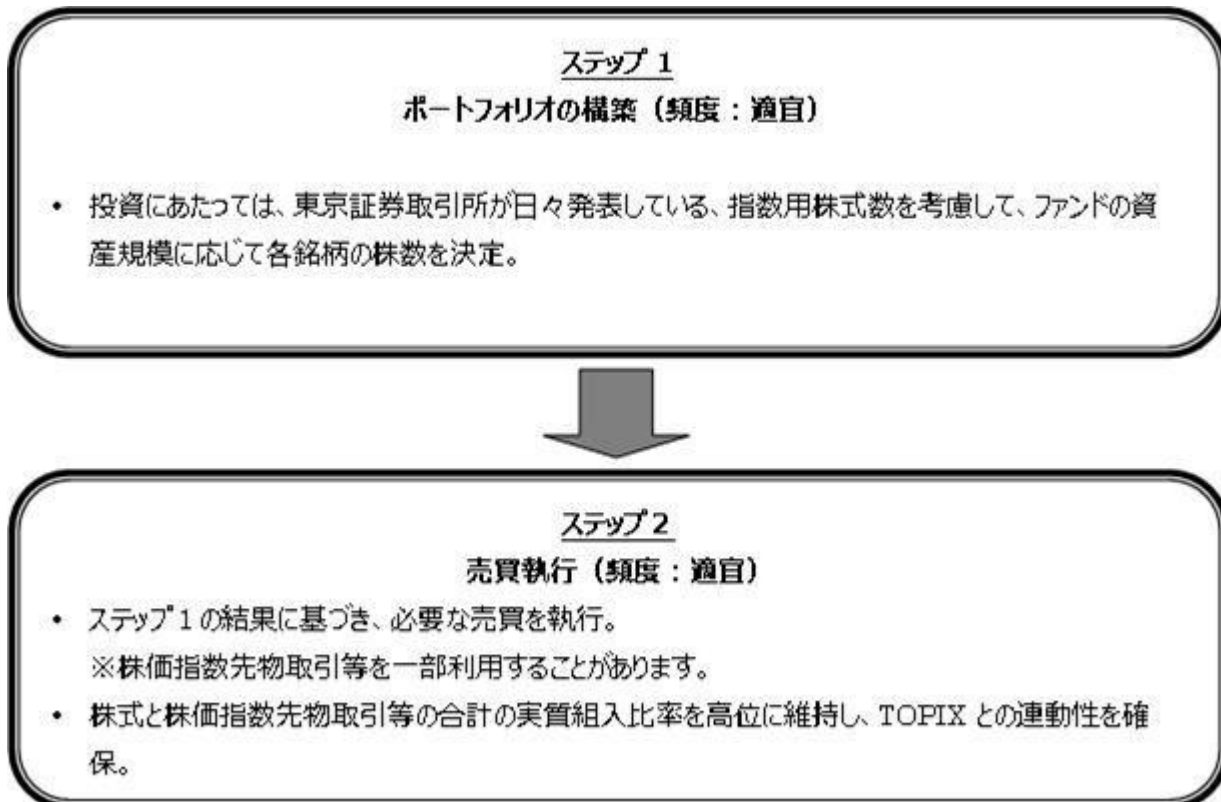 ステップ 1
ポートフォリオの構築（頻度：適宜）
• 投資にあたっては、東京証券取引所が日々発表している、指数用株式数を考慮して、ファンドの資
産規模に応じて各銘柄の株数を決定。
ステップ 2
売買執行（頻度：適宜）
• ステップ 1 の結果に基づき、必要な売買を執行。
※株価指数先物取引等を一部利用することがあります。
• 株式と株価指数先物取引等の合計の実質組入比率を高位に維持し、TOPIX との連動性を確
保。